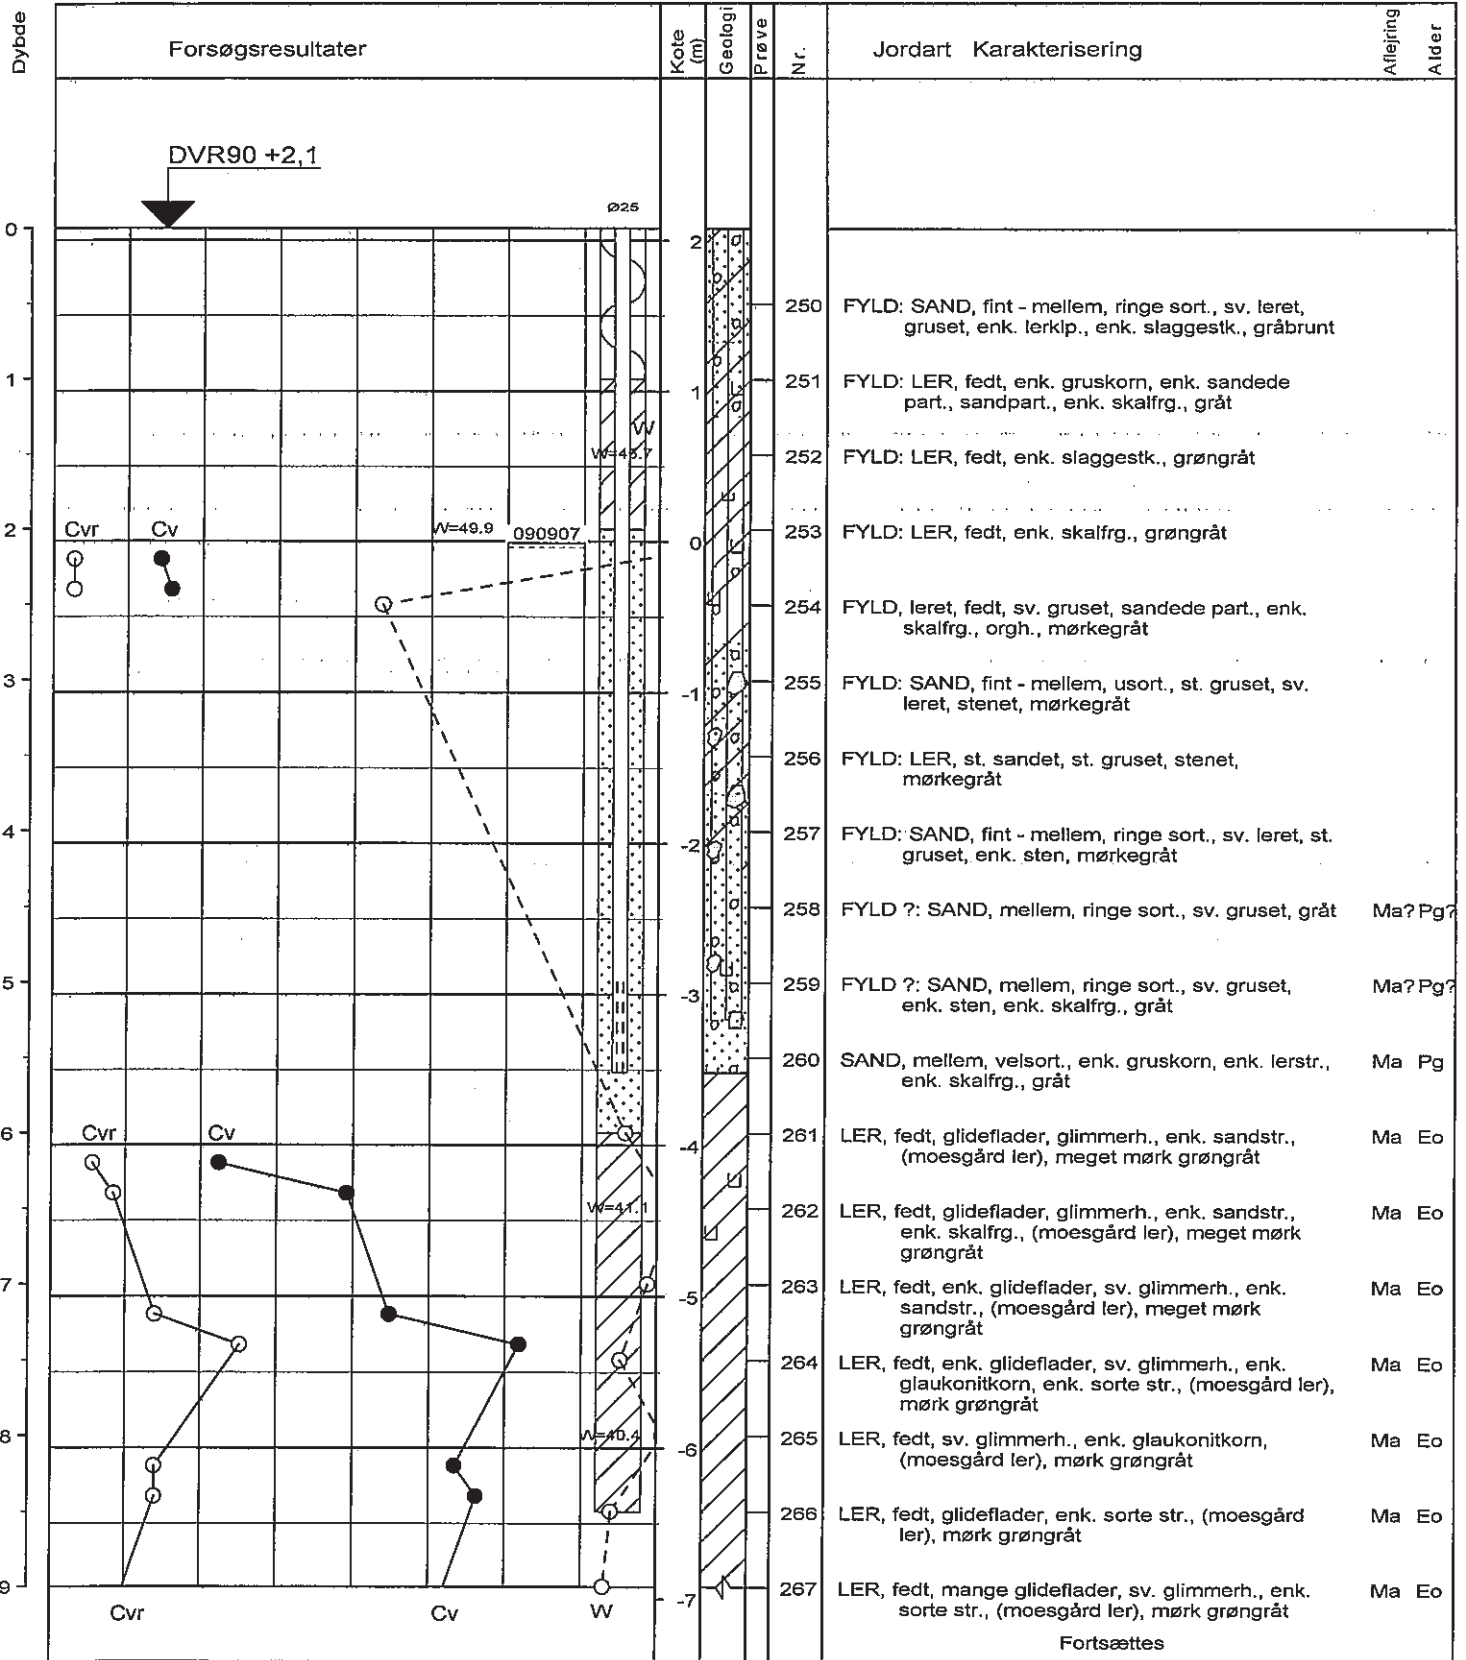 Dybde
Forsøgsresultater
Kote (m)
Geologi
Prøve
Nr.
Jordart Karakterisering
Aflejring
Alder
DVR90 +2,1
Ø25
0
2
250 FYLD: SAND, fint - mellem, ringe sort., sv. leret,
gruset, enk. lerklp., enk. slaggestk., gråbrunt
1
1
251 FYLD: LER, fedt, enk. gruskorn, enk. sandede
part., sandpart., enk. skalfrg., gråt
W
W=45.7
252 FYLD: LER, fedt, enk. slaggestk., grøngråt
2
Cvr Cv W=49.9 090907
0
253 FYLD: LER, fedt, enk. skalfrg., grøngråt
254 FYLD, leret, fedt, sv. gruset, sandede part., enk.
skalfrg., orgh., mørkegråt
3
-1
255 FYLD: SAND, fint - mellem, usort., st. gruset, sv.
leret, stenet, mørkegråt
256 FYLD: LER, st. sandet, st. gruset, stenet,
mørkegråt
4
-2
257 FYLD: SAND, fint - mellem, ringe sort., sv. leret, st.
gruset, enk. sten, mørkegråt
258 FYLD ?: SAND, mellem, ringe sort., sv. gruset, gråt Ma? Pg?
5
-3
259 FYLD ?: SAND, mellem, ringe sort., sv. gruset, Ma? Pg?
enk. sten, enk. skalfrg., gråt
260 SAND, mellem, velsort., enk. gruskorn, enk. lerstr., Ma Pg
enk. skalfrg., gråt
6
Cvr Cv
-4
261 LER, fedt, glideflader, glimmerh., enk. sandstr., Ma Eo
(moesgård ler), meget mørk grøngråt
W=41.1
262 LER, fedt, glideflader, glimmerh., enk. sandstr., Ma Eo
enk. skalfrg., (moesgård ler), meget mørk
grøngråt
7
-5
263 LER, fedt, enk. glideflader, sv. glimmerh., enk. Ma Eo
sandstr., (moesgård ler), meget mørk
grøngråt
264 LER, fedt, enk. glideflader, sv. glimmerh., enk. Ma Eo
glaukonitkorn, enk. sorte str., (moesgård ler),
mørk grøngråt
8
W=40.4
-6
265 LER, fedt, sv. glimmerh., enk. glaukonitkorn, Ma Eo
(moesgård ler), mørk grøngråt
266 LER, fedt, glideflader, enk. sorte str., (moesgård Ma Eo
ler), mørk grøngråt
9
-7
267 LER, fedt, mange glideflader, sv. glimmerh., enk. Ma Eo
sorte str., (moesgård ler), mørk grøngråt
Cvr Cv W
Fortsættes